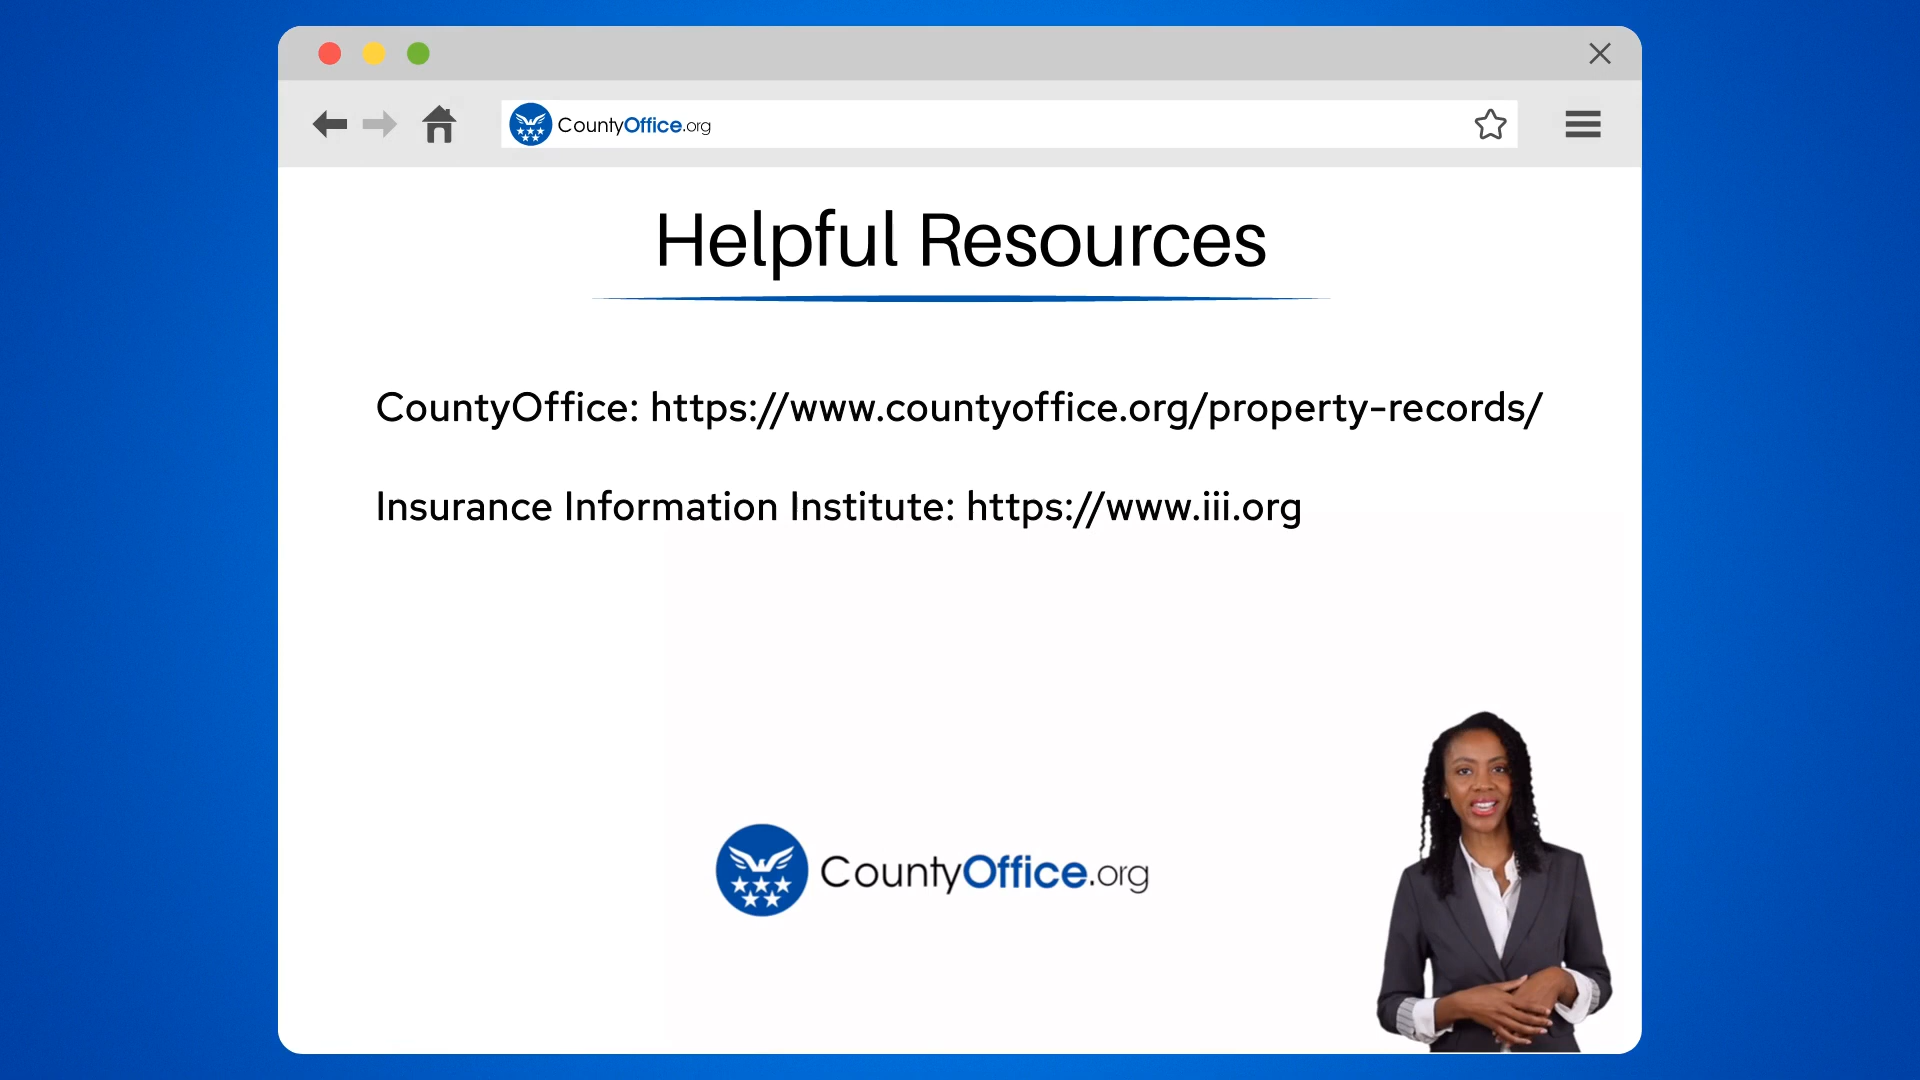 CountyOffice.org
Helpful Resources
CountyOffice: https://www.countyoffice.org/property-records/
Insurance Information Institute: https://www.iii.org
CountyOffice.org